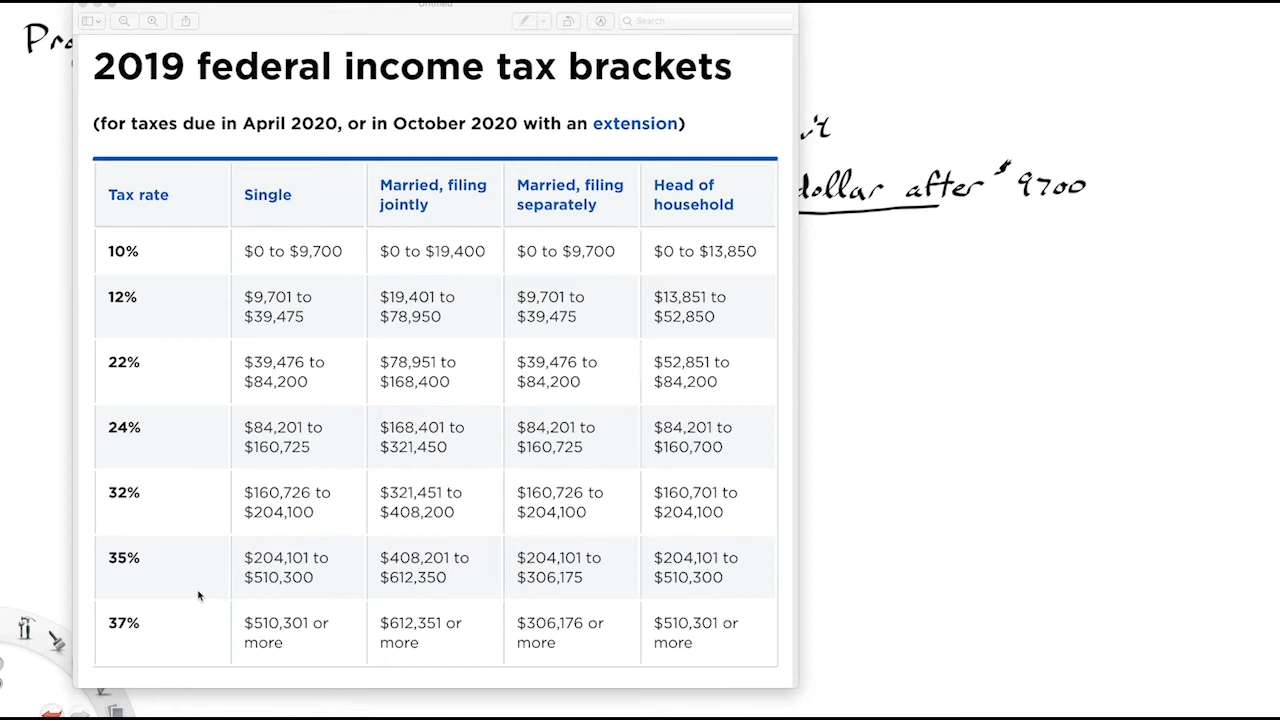 Search
2019 federal income tax brackets
(for taxes due in April 2020, or in October 2020 with an extension)
dollar after $9700
Tax rate Single Married, filing jointly Married, filing separately Head of household
10% $0 to $9,700 $0 to $19,400 $0 to $9,700 $0 to $13,850
12% $9,701 to $39,475 $19,401 to $78,950 $9,701 to $39,475 $13,851 to $52,850
22% $39,476 to $84,200 $78,951 to $168,400 $39,476 to $84,200 $52,851 to $84,200
24% $84,201 to $160,725 $168,401 to $321,450 $84,201 to $160,725 $84,201 to $160,700
32% $160,726 to $204,100 $321,451 to $408,200 $160,726 to $204,100 $160,701 to $204,100
35% $204,101 to $510,300 $408,201 to $612,350 $204,101 to $306,175 $204,101 to $510,300
37% $510,301 or more $612,351 or more $306,176 or more $510,301 or more